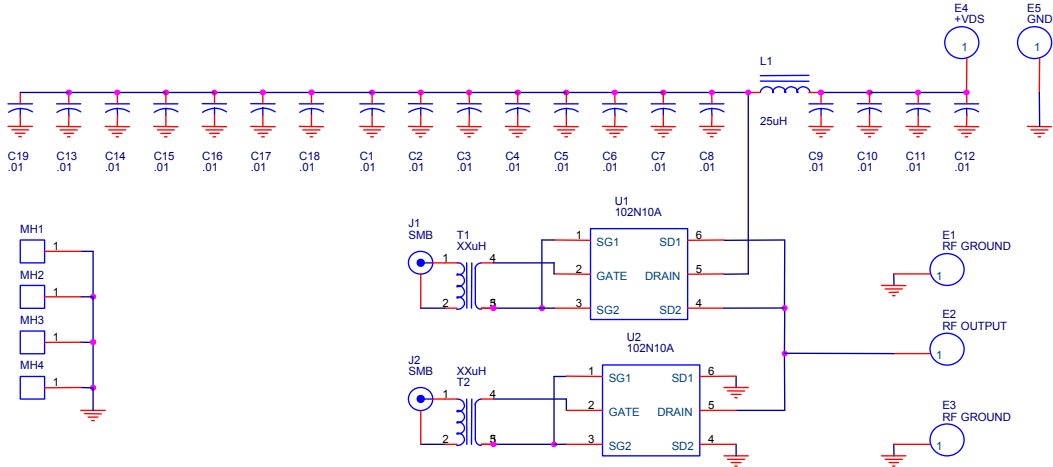 E4
+VDS
1
E5
GND
1
L1
25uH
C19
.01
C13
.01
C14
.01
C15
.01
C16
.01
C17
.01
C18
.01
C1
.01
C2
.01
C3
.01
C4
.01
C5
.01
C6
.01
C7
.01
C8
.01
C9
.01
C10
.01
C11
.01
C12
.01
MH1
1
MH2
1
MH3
1
MH4
1
J1
SMB
T1
XXuH
1
2
4
5
U1
102N10A
1
SG1
SD1
6
2
GATE
DRAIN
5
3
SG2
SD2
4
E1
RF GROUND
1
E2
RF OUTPUT
1
J2
SMB
XXuH
T2
1
2
4
5
U2
102N10A
1
SG1
SD1
6
2
GATE
DRAIN
5
3
SG2
SD2
4
E3
RF GROUND
1